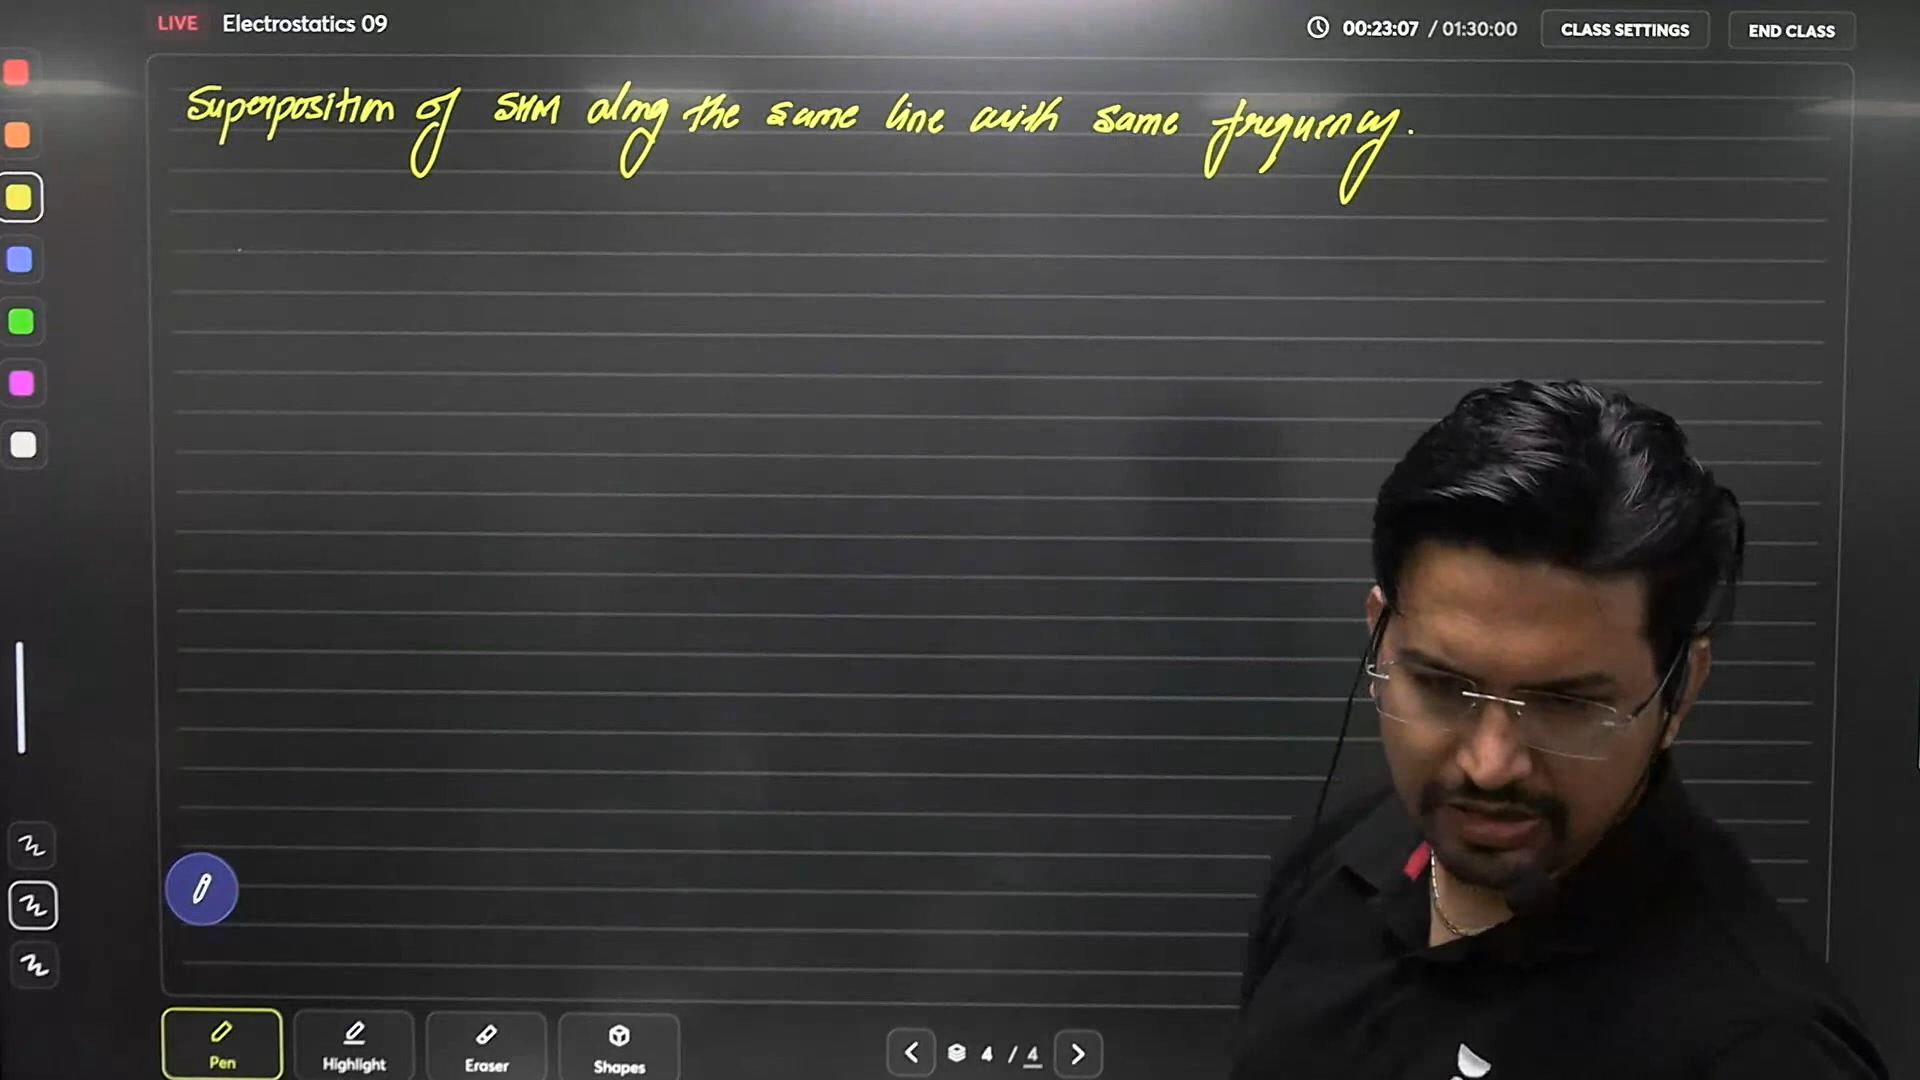 LIVE Electrostatics 09 00:23:07 / 01:30:00 CLASS SETTINGS END CLASS
Superposition of SHM along the same line with same frequency.
Pen Highlight Eraser Shapes 4 / 4